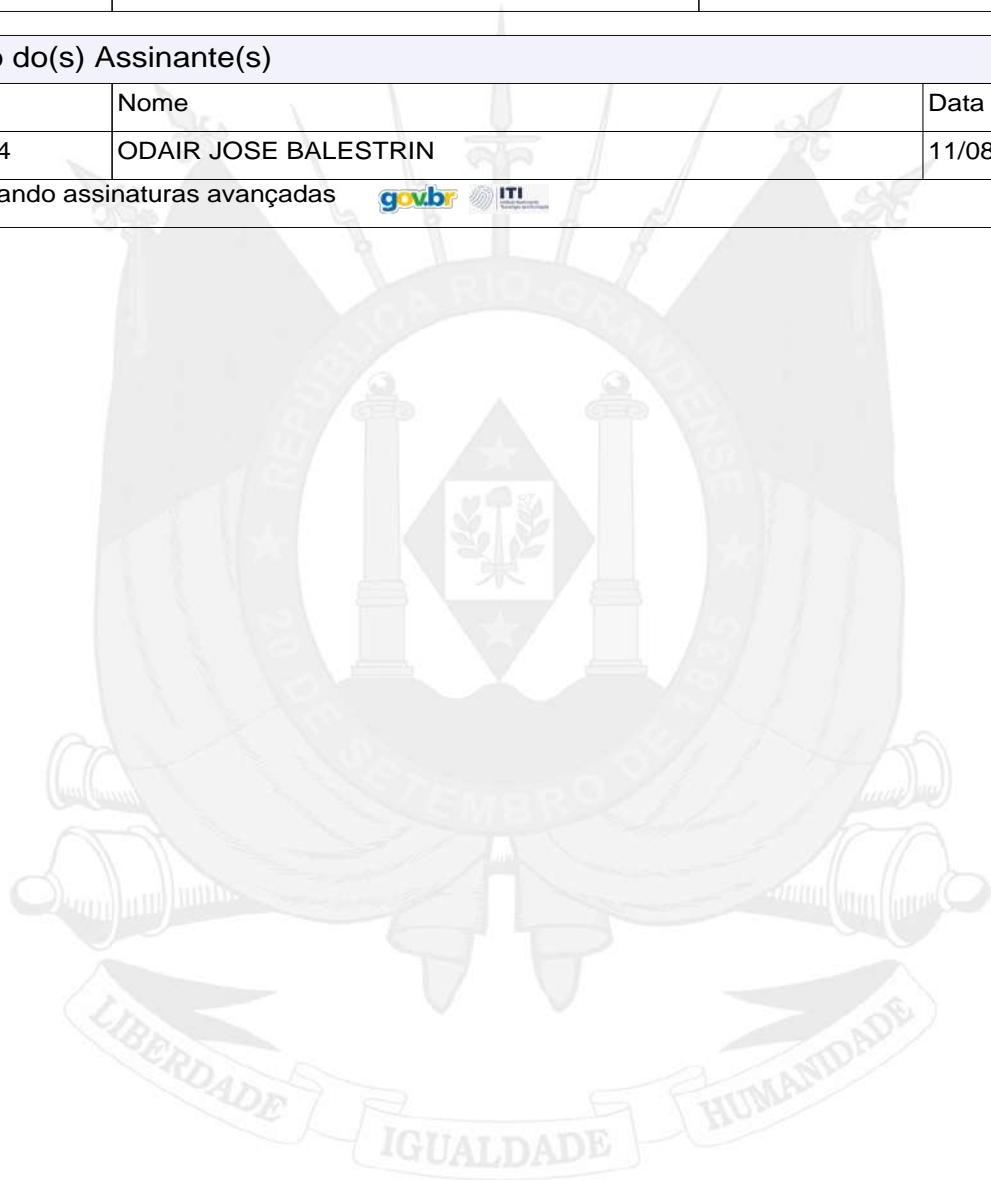 do(s) Assinante(s)
Nome Data
4 ODAIR JOSE BALESTRIN 11/08
ando assinaturas avançadas gov.br ITI
REPÚBLICA RIO-GRANDENSE
20 DE SETEMBRO DE 1835
LIBERDADE IGUALDADE HUMANIDADE